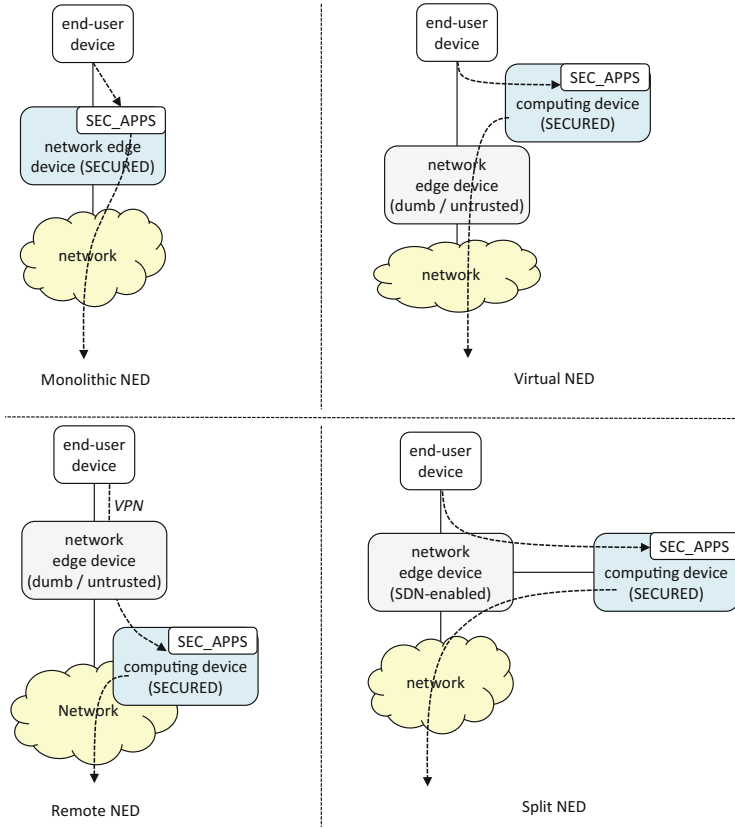 end-user
device
SEC_APPS
network edge
device (SECURED)
network
Monolithic NED
end-user
device
SEC_APPS
computing device
(SECURED)
network
edge device
(dumb / untrusted)
network
Virtual NED
end-user
device
VPN
network
edge device
(dumb / untrusted)
SEC_APPS
computing device
(SECURED)
Network
Remote NED
end-user
device
network
edge device
(SDN-enabled)
SEC_APPS
computing device
(SECURED)
network
Split NED